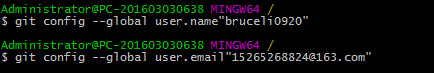 Administrator@PC-201603030638 MINGW64 /
$ git config --global user.name"bruceli0920"
Administrator@PC-201603030638 MINGW64 /
$ git config --global user.email"15265268824@163.com"